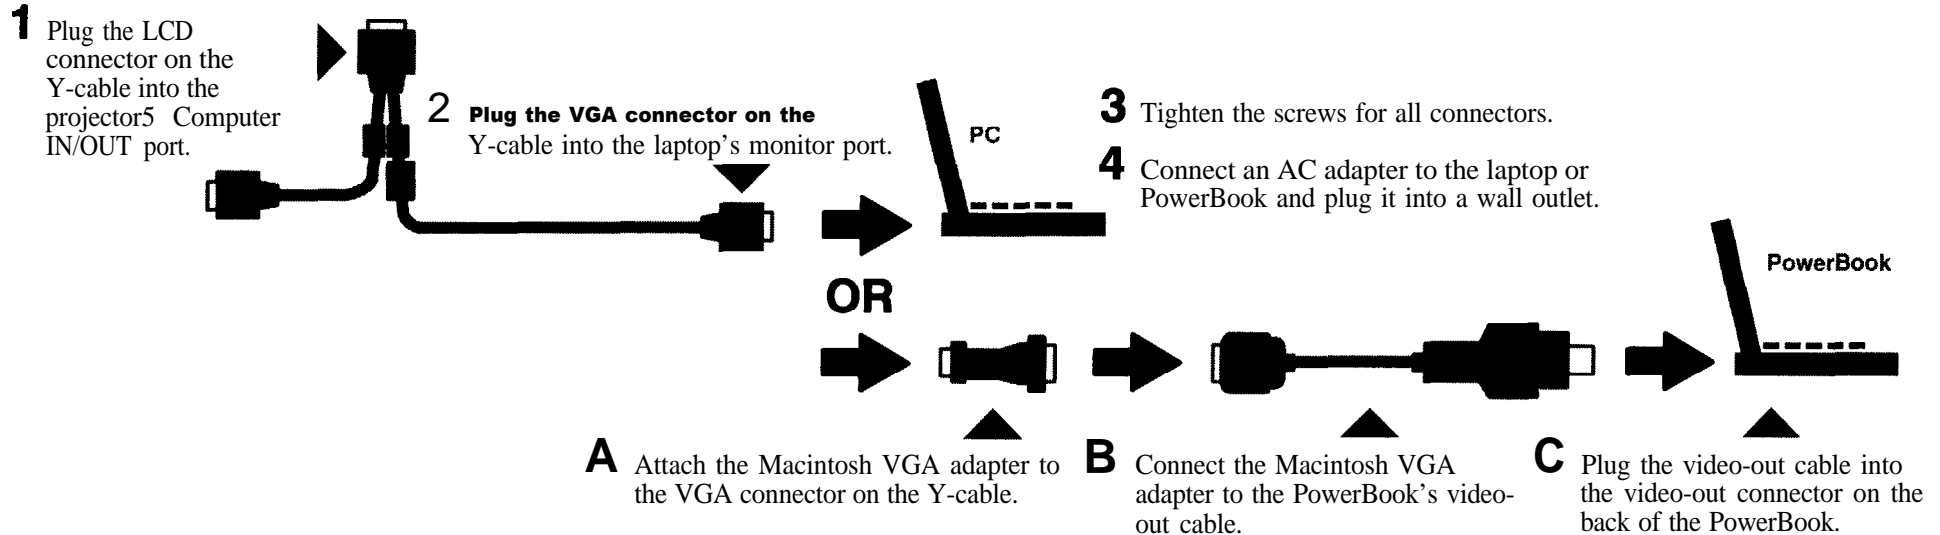 1 Plug the LCD
connector on the
Y-cable into the
projector5 Computer
IN/OUT port.
2 Plug the VGA connector on the
Y-cable into the laptop's monitor port.
PC
3 Tighten the screws for all connectors.
4 Connect an AC adapter to the laptop or
PowerBook and plug it into a wall outlet.
OR
PowerBook
A Attach the Macintosh VGA adapter to
the VGA connector on the Y-cable.
B Connect the Macintosh VGA
adapter to the PowerBook's video-
out cable.
C Plug the video-out cable into
the video-out connector on the
back of the PowerBook.